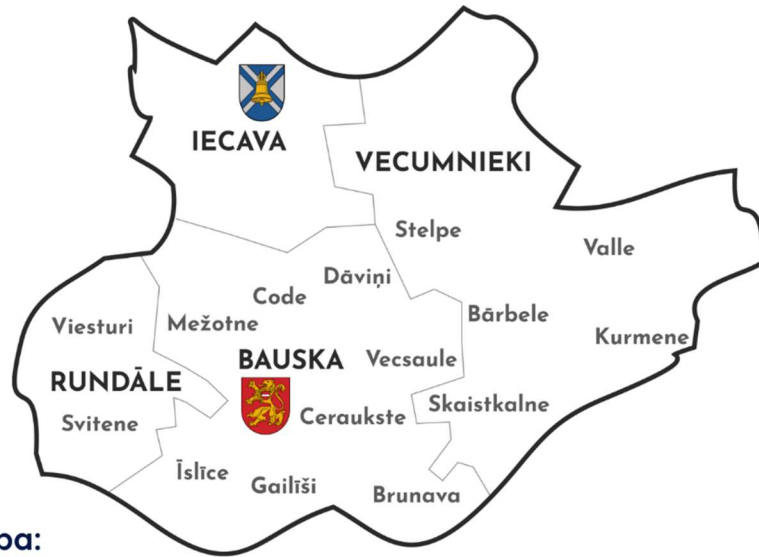 IECAVA
VECUMNIEKI
Stelpe
Valle
Dāviņi
Code
Bārbele
Viesturi
Mežotne
Kurmene
BAUSKA
Vecsaule
RUNDĀLE
Skaistkalne
Ceraukste
Svitene
Īslīce
Gailīši
Brunava